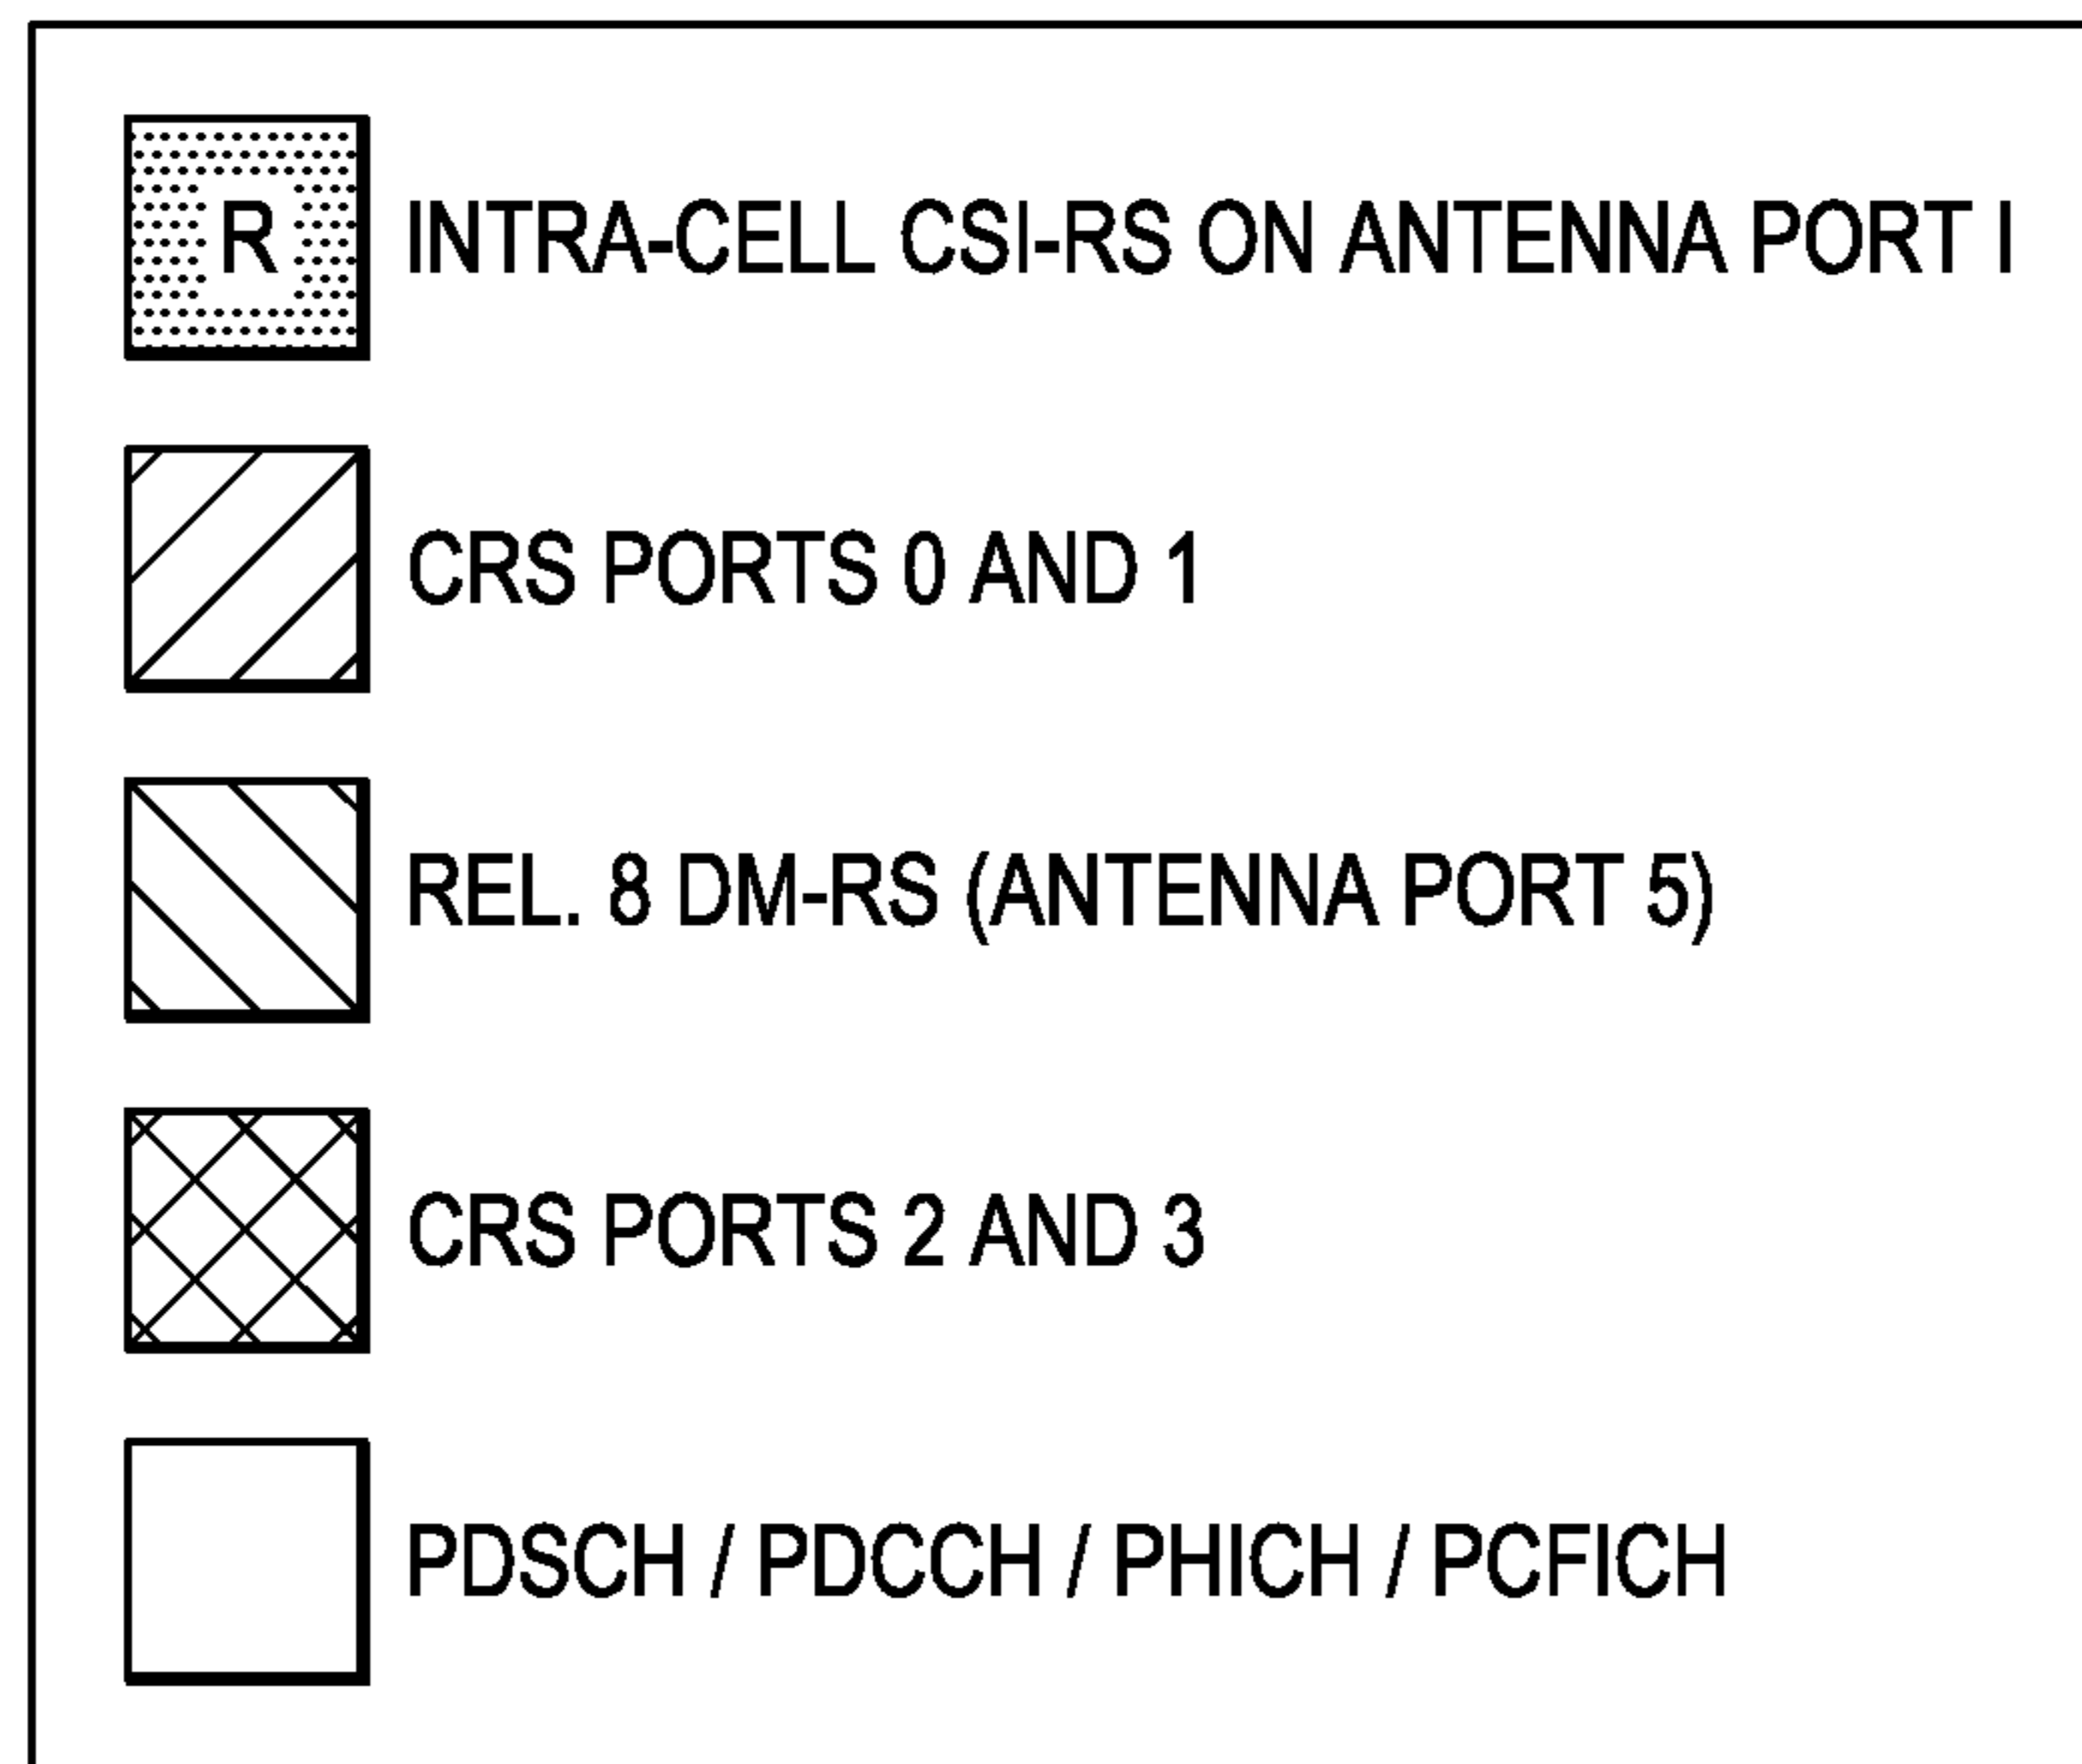 R INTRA-CELL CSI-RS ON ANTENNA PORT I
CRS PORTS 0 AND 1
REL. 8 DM-RS (ANTENNA PORT 5)
CRS PORTS 2 AND 3
PDSCH / PDCCH / PHICH / PCFICH